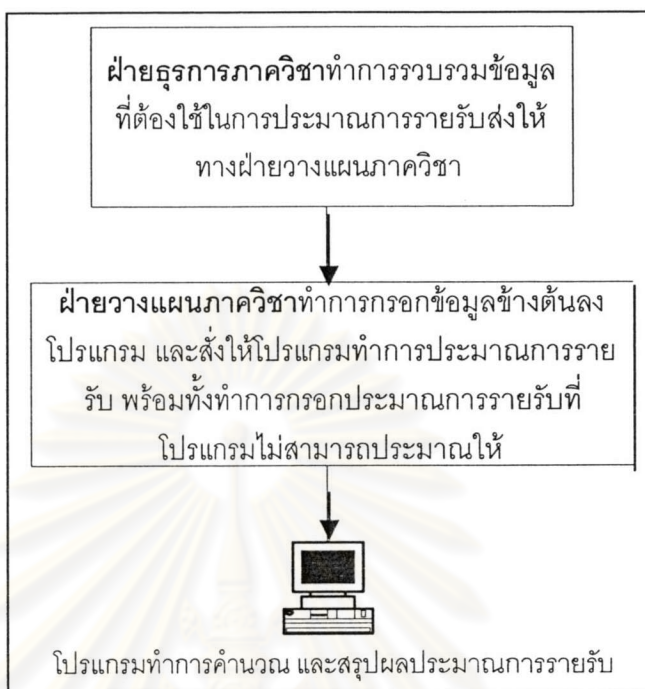 ฝ่ายธุรการภาควิชาทำการรวบรวมข้อมูล
ที่ต้องใช้ในการประมาณการรายรับส่งให้
ทางฝ่ายวางแผนภาควิชา
ฝ่ายวางแผนภาควิชาทำการกรอกข้อมูลข้างต้นลง
โปรแกรม และสั่งให้โปรแกรมทำการประมาณการราย
รับ พร้อมทั้งทำการกรอกประมาณการรายรับที่
โปรแกรมไม่สามารถประมาณให้
โปรแกรมทำการคำนวณ และสรุปผลประมาณการรายรับ